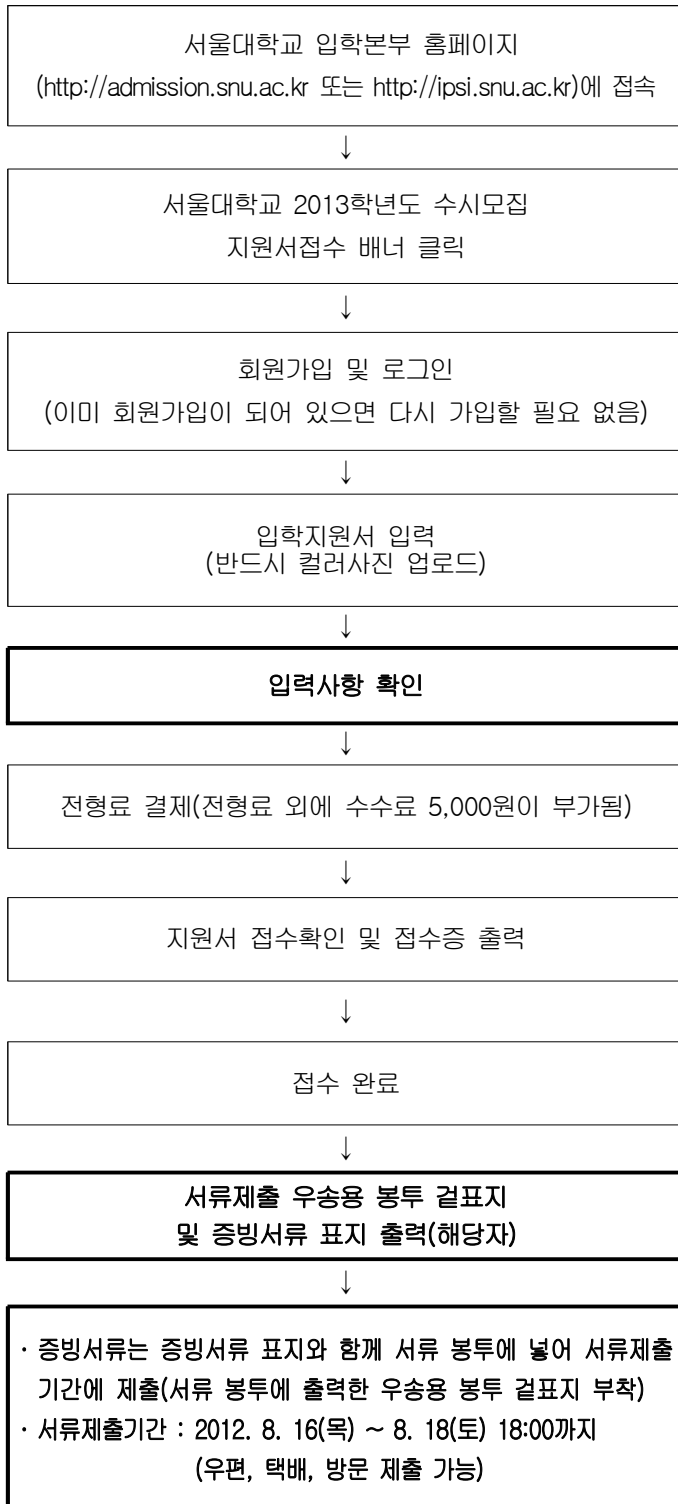 서울대학교 입학본부 홈페이지
(http://admission.snu.ac.kr 또는 http://ipsi.snu.ac.kr)에 접속
↓
서울대학교 2013학년도 수시모집
지원서접수 배너 클릭
↓
회원가입 및 로그인
(이미 회원가입이 되어 있으면 다시 가입할 필요 없음)
↓
입학지원서 입력
(반드시 컬러사진 업로드)
↓
입력사항 확인
↓
전형료 결제(전형료 외에 수수료 5,000원이 부가됨)
↓
지원서 접수확인 및 접수증 출력
↓
접수 완료
↓
서류제출 우송용 봉투 겉표지
및 증빙서류 표지 출력(해당자)
↓
· 증빙서류는 증빙서류 표지와 함께 서류 봉투에 넣어 서류제출
기간에 제출(서류 봉투에 출력한 우송용 봉투 겉표지 부착)
· 서류제출기간 : 2012. 8. 16(목) ~ 8. 18(토) 18:00까지
(우편, 택배, 방문 제출 가능)